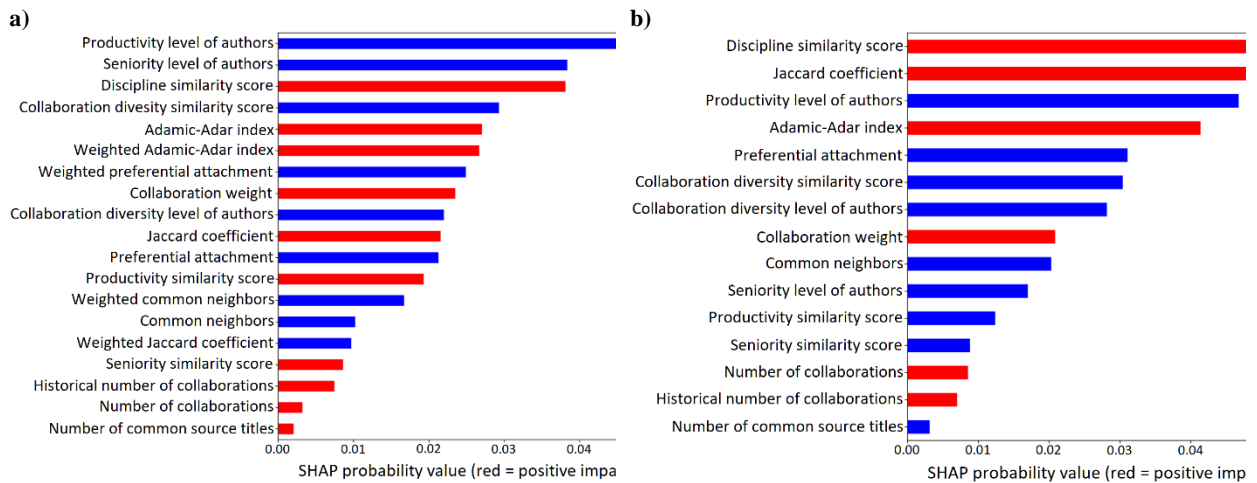 a)
Productivity level of authors
Seniority level of authors
Discipline similarity score
Collaboration divesity similarity score
Adamic-Adar index
Weighted Adamic-Adar index
Weighted preferential attachment
Collaboration weight
Collaboration diversity level of authors
Jaccard coefficient
Preferential attachment
Productivity similarity score
Weighted common neighbors
Common neighbors
Weighted Jaccard coefficient
Seniority similarity score
Historical number of collaborations
Number of collaborations
Number of common source titles
0.00 0.01 0.02 0.03 0.04
SHAP probability value (red = positive impa
b)
Discipline similarity score
Jaccard coefficient
Productivity level of authors
Adamic-Adar index
Preferential attachment
Collaboration diversity similarity score
Collaboration diversity level of authors
Collaboration weight
Common neighbors
Seniority level of authors
Productivity similarity score
Seniority similarity score
Number of collaborations
Historical number of collaborations
Number of common source titles
0.00 0.01 0.02 0.03 0.04
SHAP probability value (red = positive impa